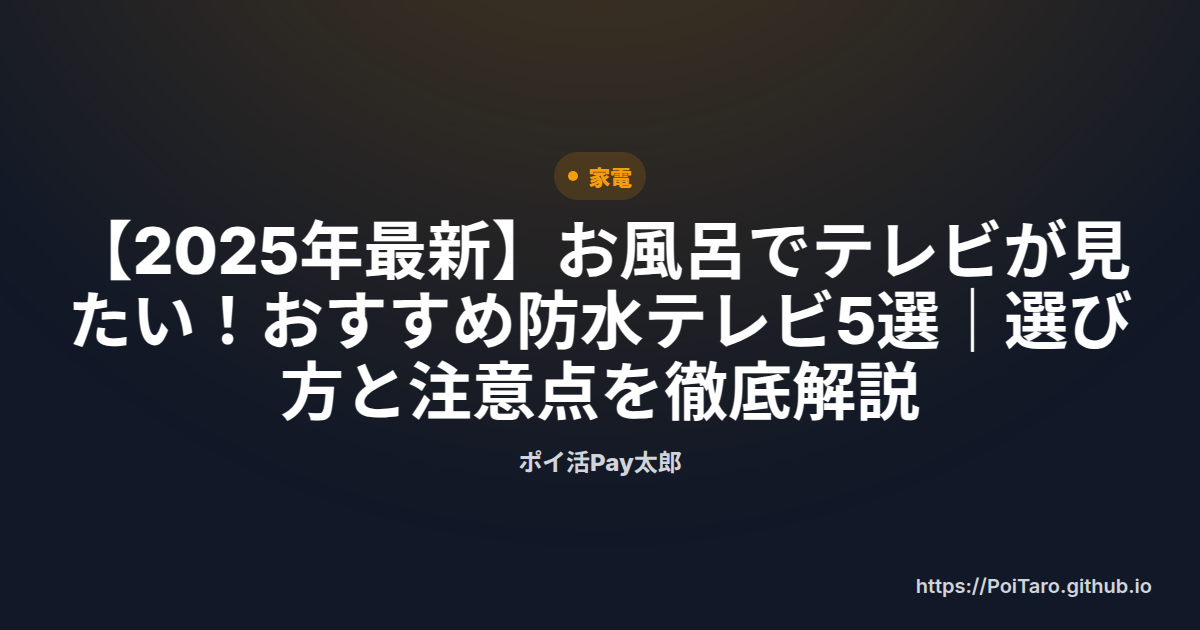 家電
【2025年最新】お風呂でテレビが見
たい！おすすめ防水テレビ5選｜選び
方と注意点を徹底解説
ポイ活Pay太郎
https://PoiTaro.github.io